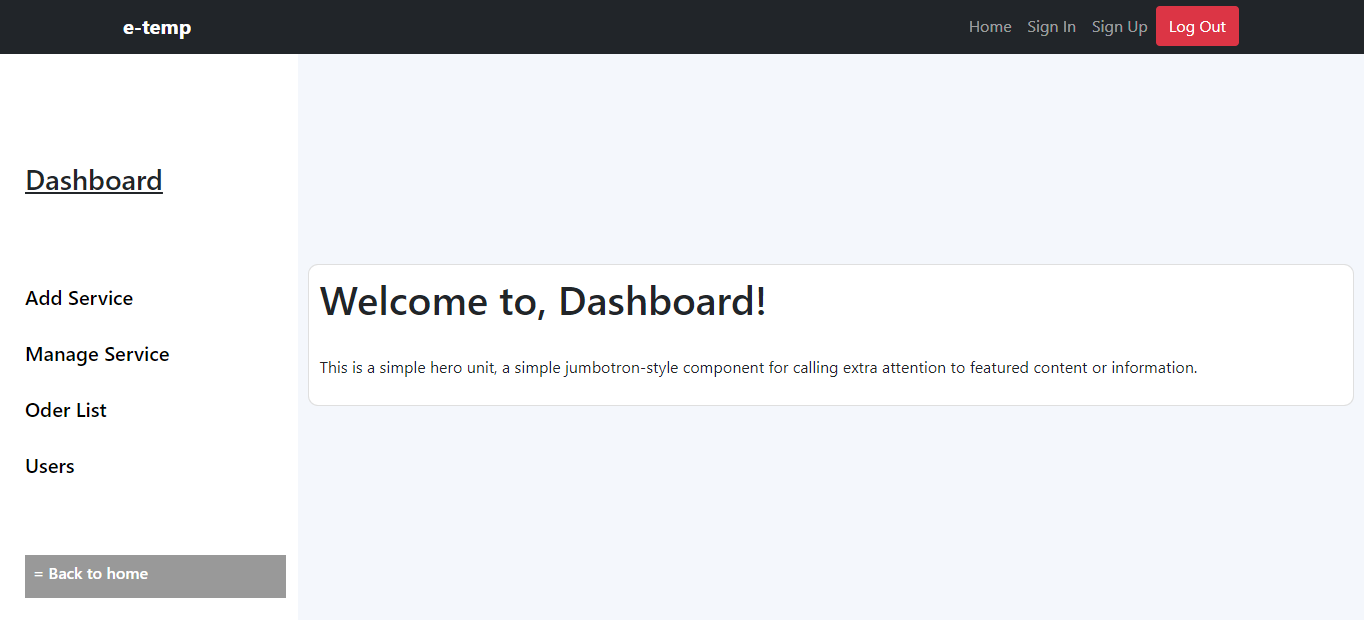 e-temp
Home Sign In Sign Up Log Out
Dashboard
Add Service
Manage Service
Oder List
Users
= Back to home
Welcome to, Dashboard!
This is a simple hero unit, a simple jumbotron-style component for calling extra attention to featured content or information.